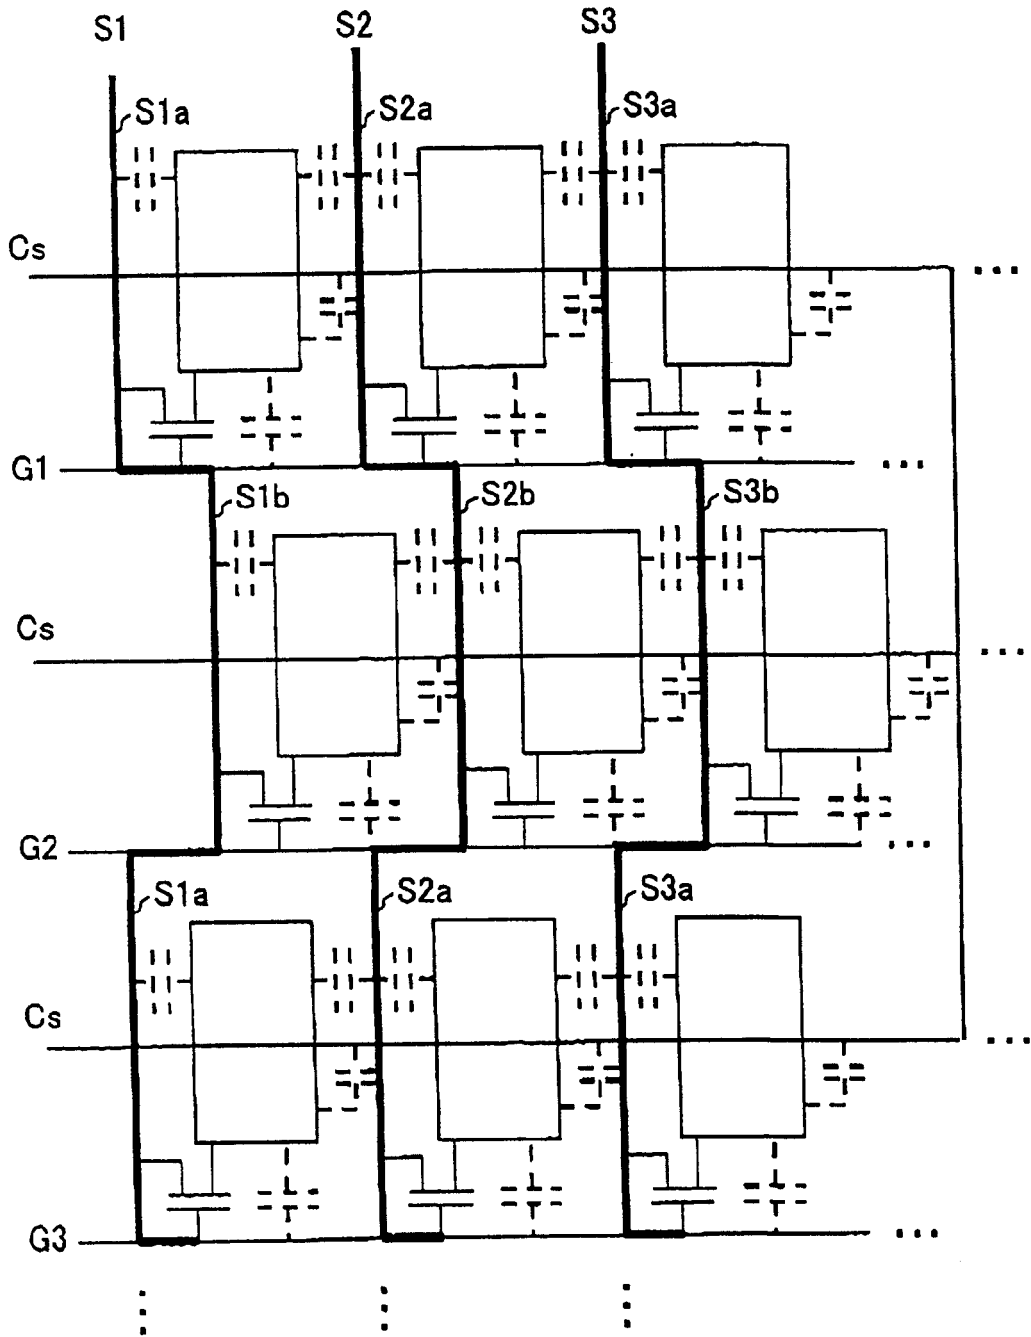 S1 S2 S3
S1a S2a S3a
Cs
...
G1
...
S1b S2b S3b
Cs
...
G2
...
S1a S2a S3a
Cs
...
G3
...